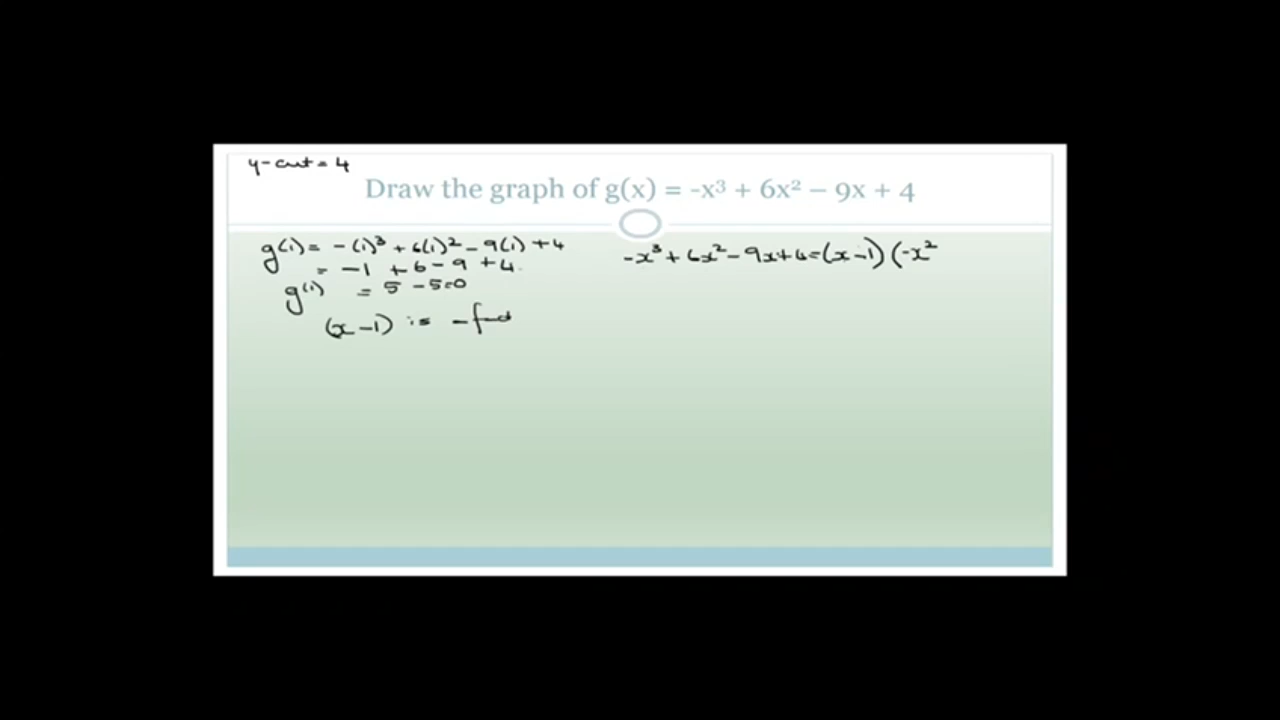 y-cut = 4
Draw the graph of g(x) = -x³ + 6x² – 9x + 4
g(1) = -(1)³ + 6(1)² - 9(1) + 4
= -1 + 6 - 9 + 4
g(1) = 5 - 5=0
(x-1) is
-x³ + 6x² - 9x + 4 = (x-1)(-x²